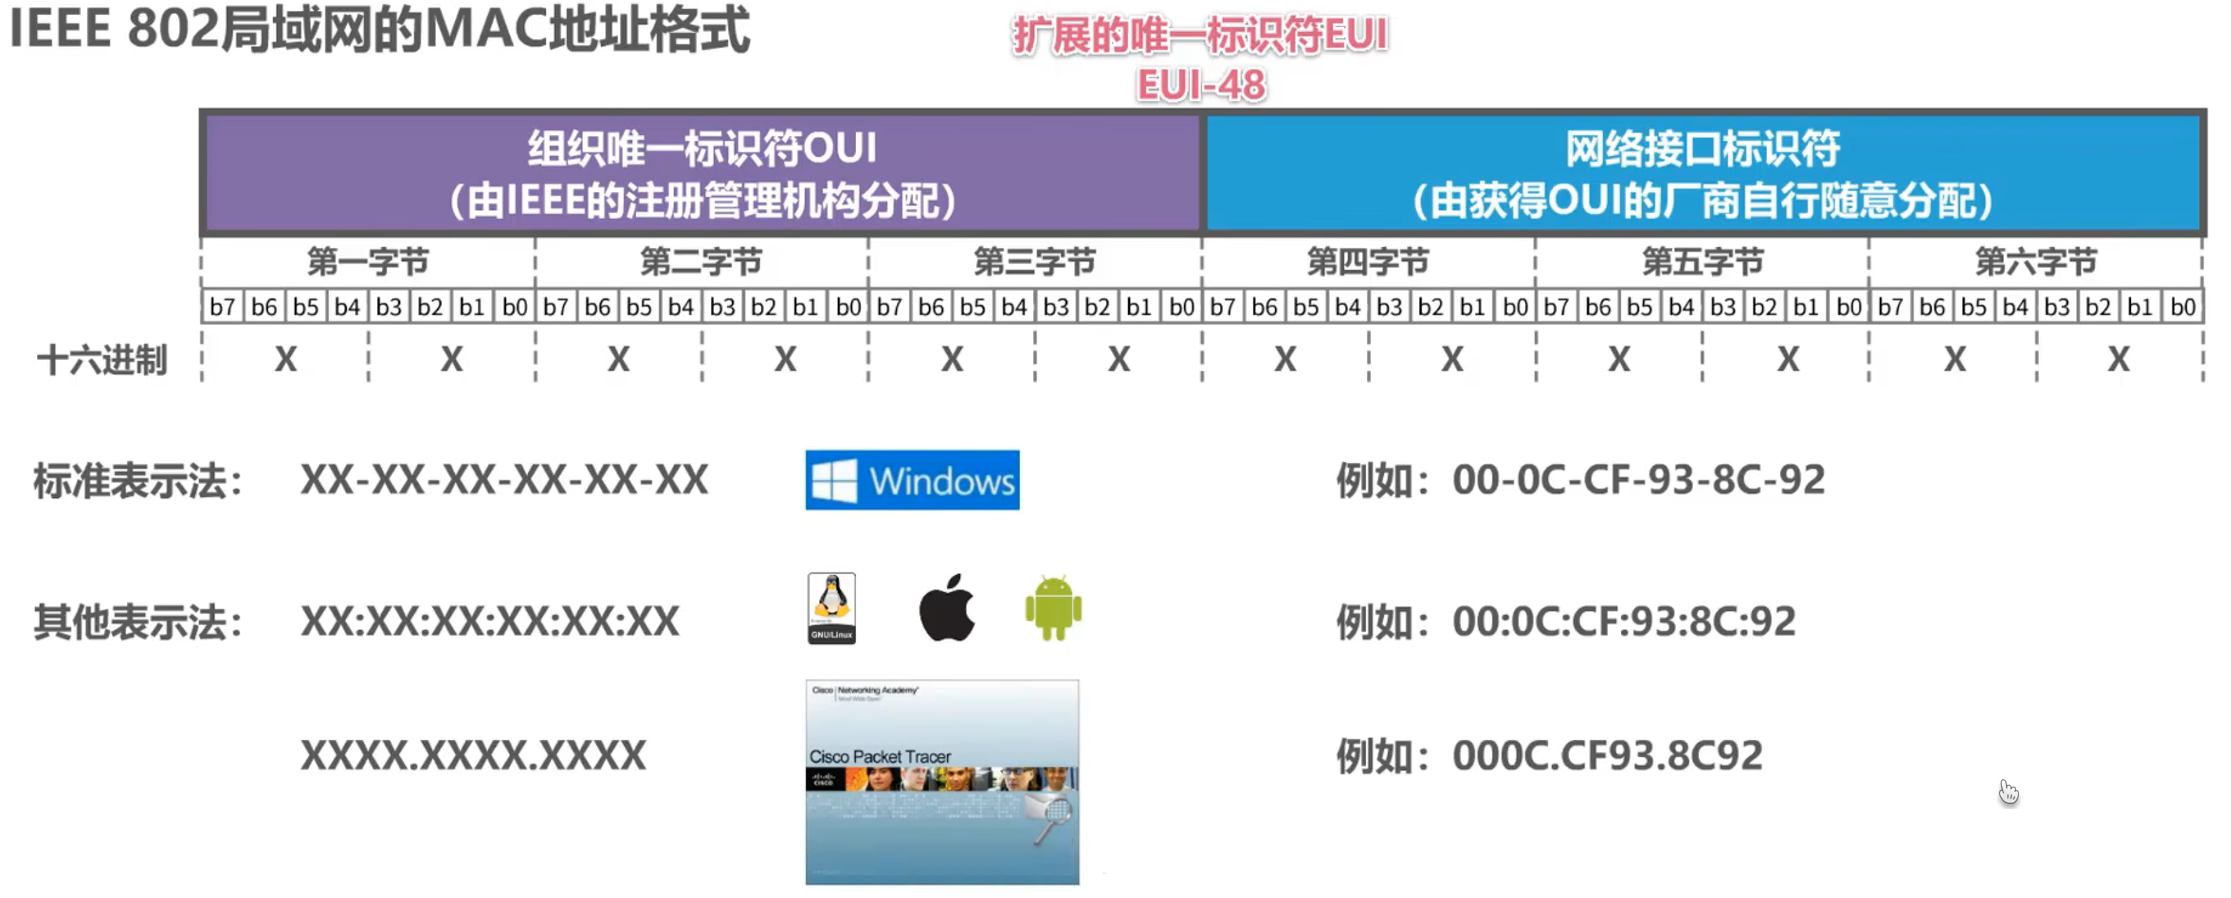 IEEE 802局域网的MAC地址格式
扩展的唯一标识符EUI
EUI-48
组织唯一标识符OUI
（由IEEE的注册管理机构分配）
网络接口标识符
（由获得OUI的厂商自行随意分配）
第一字节 第二字节 第三字节 第四字节 第五字节 第六字节
b7 b6 b5 b4 b3 b2 b1 b0 b7 b6 b5 b4 b3 b2 b1 b0 b7 b6 b5 b4 b3 b2 b1 b0 b7 b6 b5 b4 b3 b2 b1 b0 b7 b6 b5 b4 b3 b2 b1 b0 b7 b6 b5 b4 b3 b2 b1 b0
十六进制 X X X X X X X X X X X X
标准表示法： XX-XX-XX-XX-XX-XX Windows 例如：00-0C-CF-93-8C-92
其他表示法： XX:XX:XX:XX:XX:XX 例如：00:0C:CF:93:8C:92
GNU/Linux
Cisco Networking Academy
Mind Wide Open
XXXX.XXXX.XXXX 例如：000C.CF93.8C92
Cisco Packet Tracer
CISCO